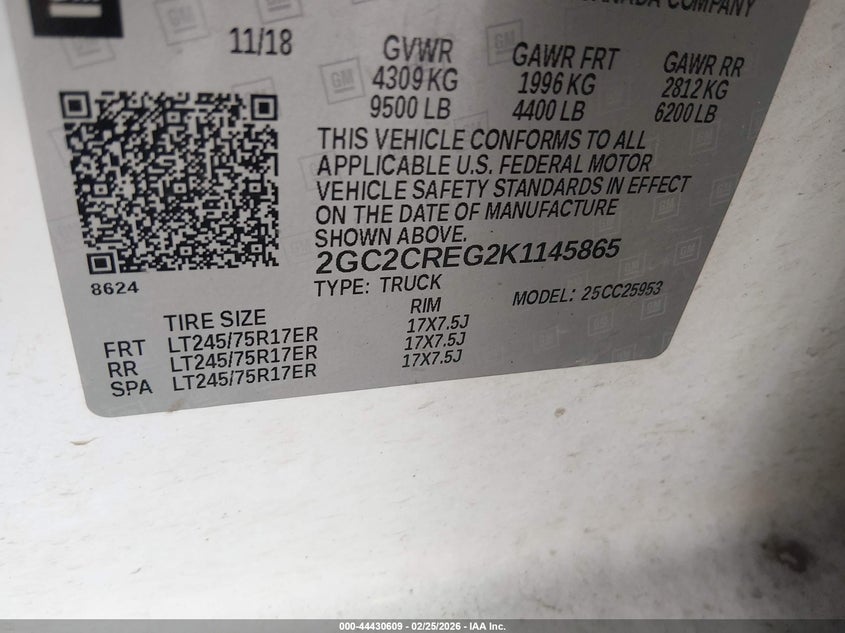 CANADA COMPANY
GM
11/18
GVWR GAWR FRT GAWR RR
4309 KG 1996 KG 2812 KG
9500 LB 4400 LB 6200 LB
THIS VEHICLE CONFORMS TO ALL
APPLICABLE U.S. FEDERAL MOTOR
VEHICLE SAFETY STANDARDS IN EFFECT
ON THE DATE OF MANUFACTURE
SHOWN ABOVE.
2GC2CREG2K1145865
8624
TYPE: TRUCK MODEL: 25CC25953
TIRE SIZE RIM
FRT LT245/75R17ER 17X7.5J
RR LT245/75R17ER 17X7.5J
SPA LT245/75R17ER 17X7.5J
000-44430609 - 02/25/2026 - IAA Inc.